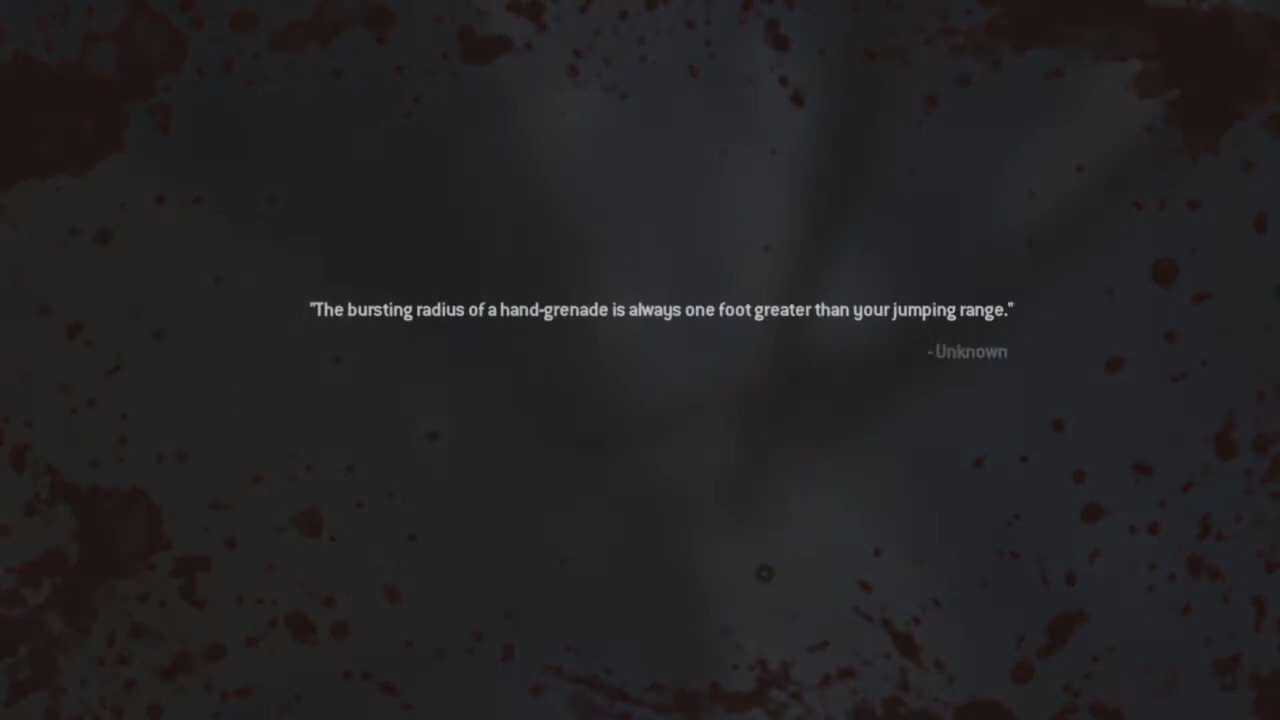 "The bursting radius of a hand-grenade is always one foot greater than your jumping range."
- Unknown